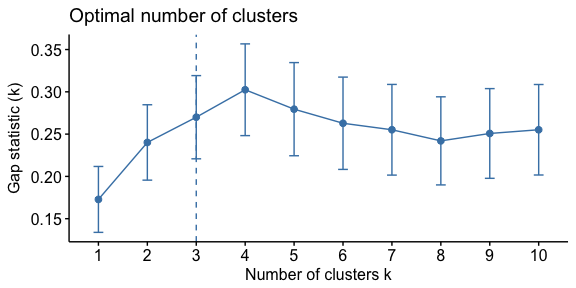 Optimal number of clusters
Gap statistic (k)
0.35
0.30
0.25
0.20
0.15
1 2 3 4 5 6 7 8 9 10
Number of clusters k